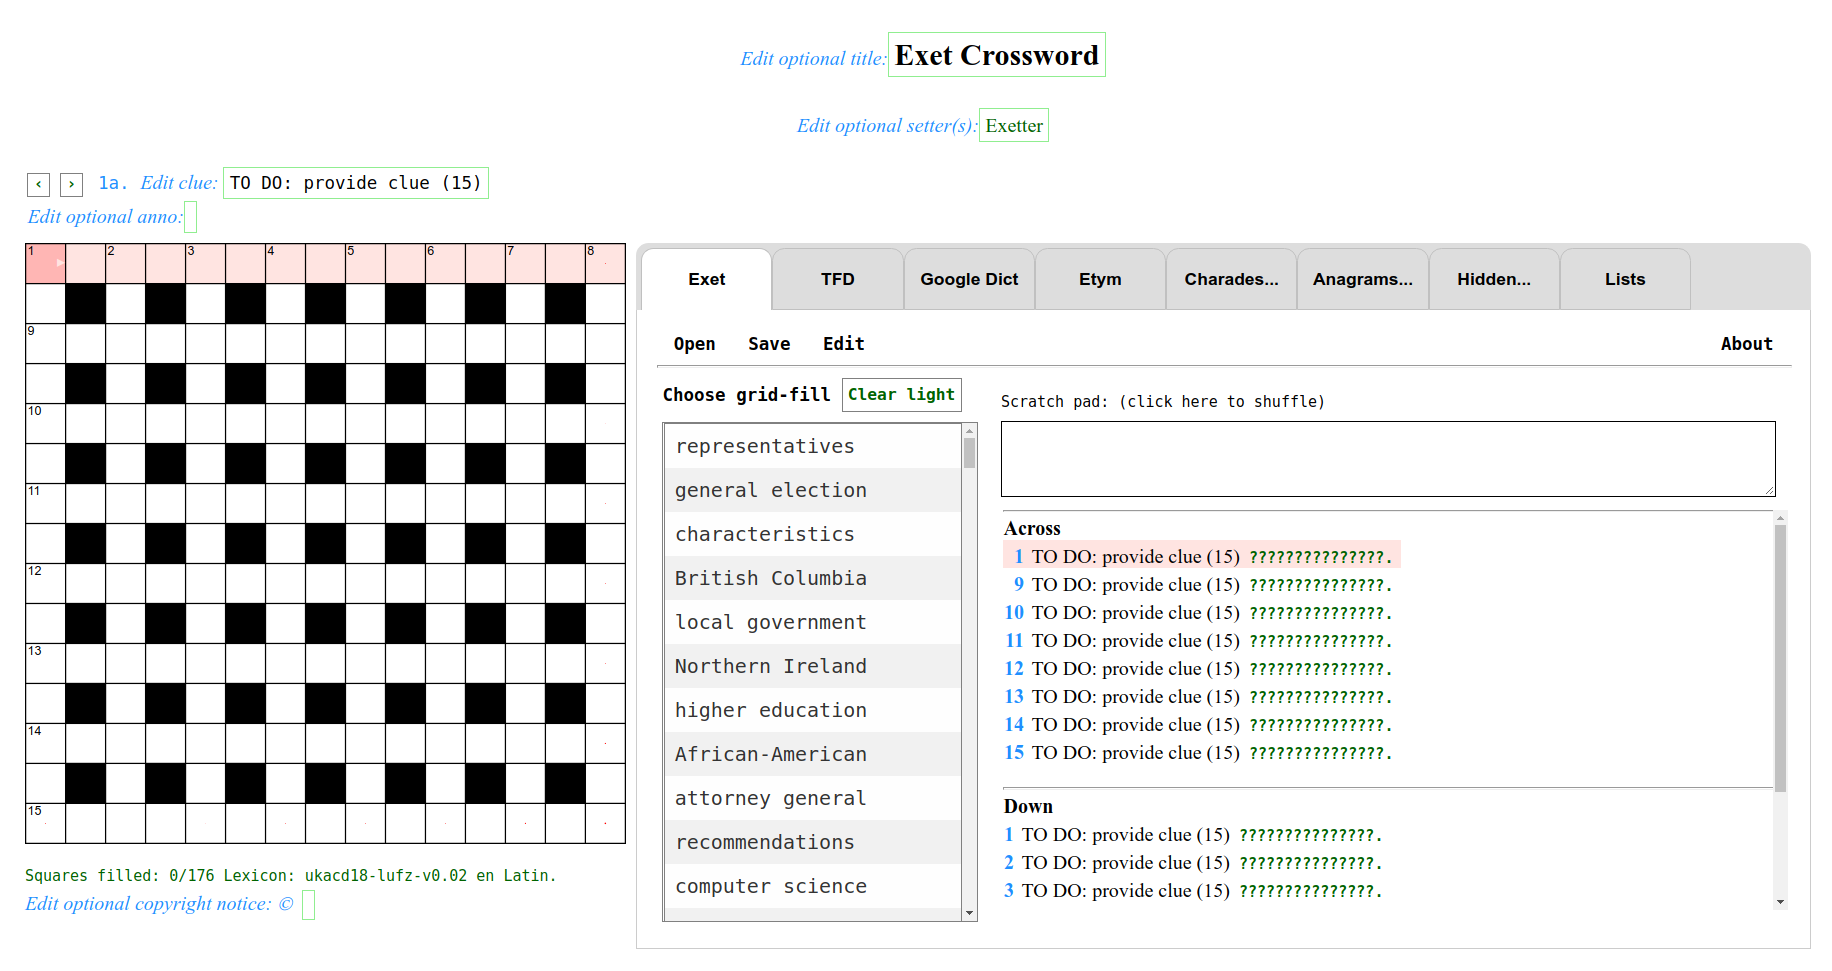 Edit optional title: Exet Crossword
Edit optional setter(s): Exetter
‹ › 1a. Edit clue: TO DO: provide clue (15)
Edit optional anno:
1 2 3 4 5 6 7 8
9
10
11
12
13
14
15
Squares filled: 0/176 Lexicon: ukacd18-lufz-v0.02 en Latin.
Edit optional copyright notice: ©
Exet TFD Google Dict Etym Charades... Anagrams... Hidden... Lists
Open Save Edit About
Choose grid-fill Clear light
representatives
general election
characteristics
British Columbia
local government
Northern Ireland
higher education
African-American
attorney general
recommendations
computer science
Scratch pad: (click here to shuffle)
Across
1 TO DO: provide clue (15) ???????????????.
9 TO DO: provide clue (15) ???????????????.
10 TO DO: provide clue (15) ???????????????.
11 TO DO: provide clue (15) ???????????????.
12 TO DO: provide clue (15) ???????????????.
13 TO DO: provide clue (15) ???????????????.
14 TO DO: provide clue (15) ???????????????.
15 TO DO: provide clue (15) ???????????????.
Down
1 TO DO: provide clue (15) ???????????????.
2 TO DO: provide clue (15) ???????????????.
3 TO DO: provide clue (15) ???????????????.